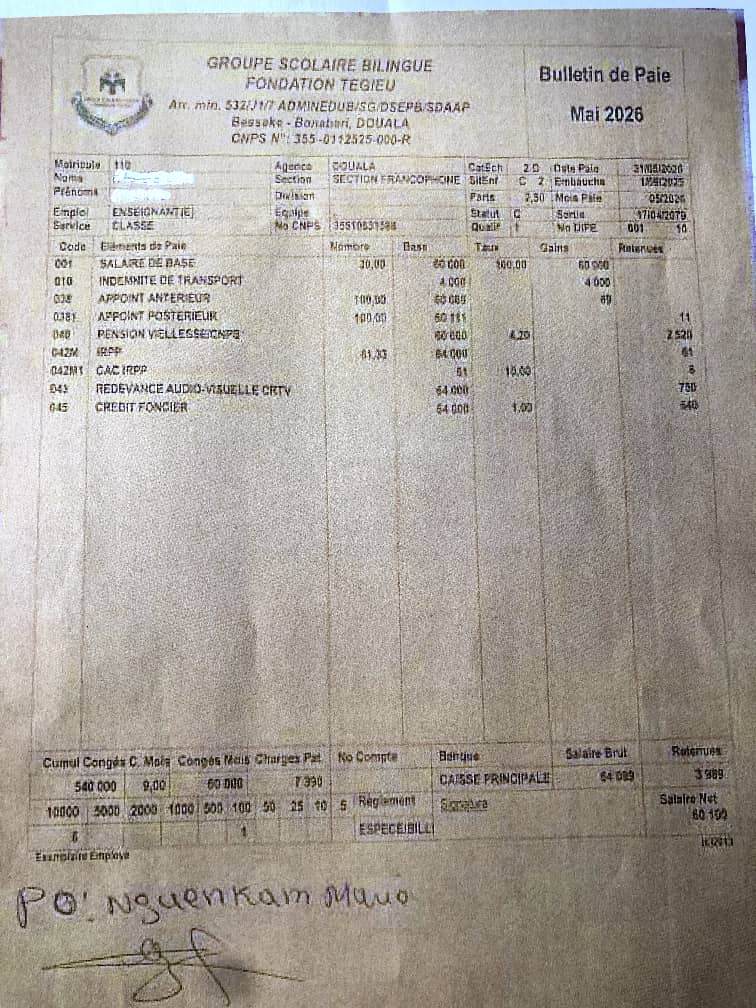 GROUPE SCOLAIRE BILINGUE
FONDATION TEGIEU
Arr. min. 532/J1/7 ADMINEDUB/SG/DSEPB/SDAAP
Besseke - Bonaberi, DOUALA
CNPS N°: 355-0112525-000-R
Bulletin de Paie
Mai 2026
Matricule 110 Agence DOUALA CatEch 2 D Date Paie 31/05/2026
Noms Section SECTION FRANCOPHONE SitEnf C 2 Embauche
Prénoms Division Parts 2,50 Mois Paie 05/2026
Emploi ENSEIGNANT(E) Equipe Statut C Sortie 17/04/2079
Service CLASSE No CNPS Qualif 1 No DIPE 001 10
Code Eléments de Paie Nombre Base Taux Gains Retenues
001 SALAIRE DE BASE 30,00 60 000 100,00 60 000
010 INDEMNITE DE TRANSPORT 4 000 4 000
038 APPOINT ANTERIEUR 100,00 60 089 89
0381 APPOINT POSTERIEUR 100,00 11
040 PENSION VIELLESSE/CNPS 60 000 4,20 2 520
042M IRPP 61,33 64 000 61
042M1 CAC IRPP 61 10,00 6
043 REDEVANCE AUDIO-VISUELLE CRTV 64 000 750
045 CREDIT FONCIER 64 000 1,00 640
Cumul Congés C. Mois Congés Mois Charges Pat No Compte Banque Salaire Brut Retenues
540 000 9,00 60 000 7 390 CAISSE PRINCIPALE 64 089 3 989
10000 5000 2000 1000 500 100 50 25 10 5 Règlement Signature Salaire Net
6 1 ESPECE/BILL 60 100
Exemplaire Employé
PO: Nguenkam